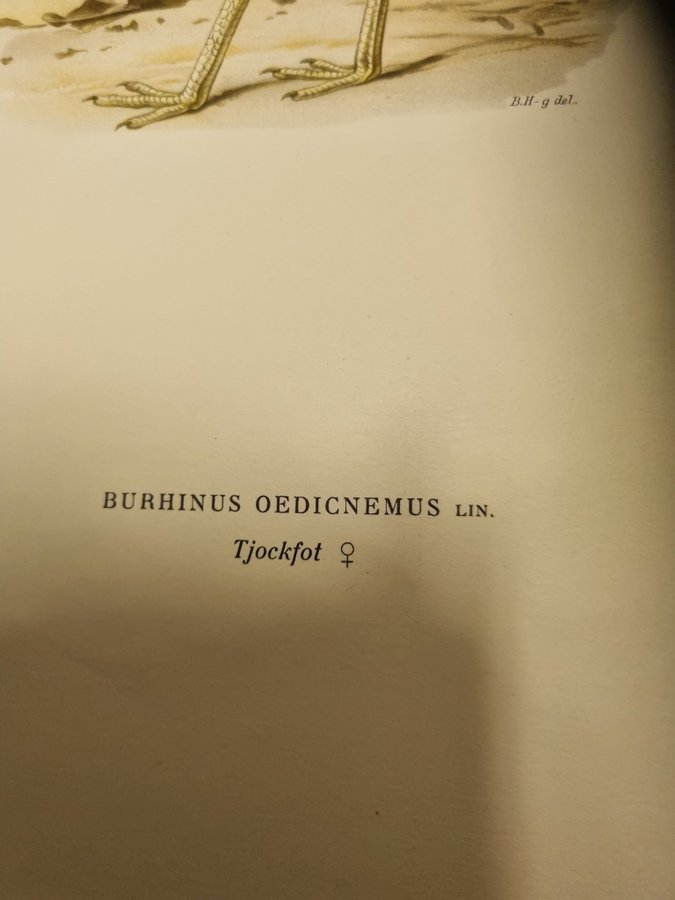 B.H-g del.
BURHINUS OEDICNEMUS LIN.
Tjockfot ♀